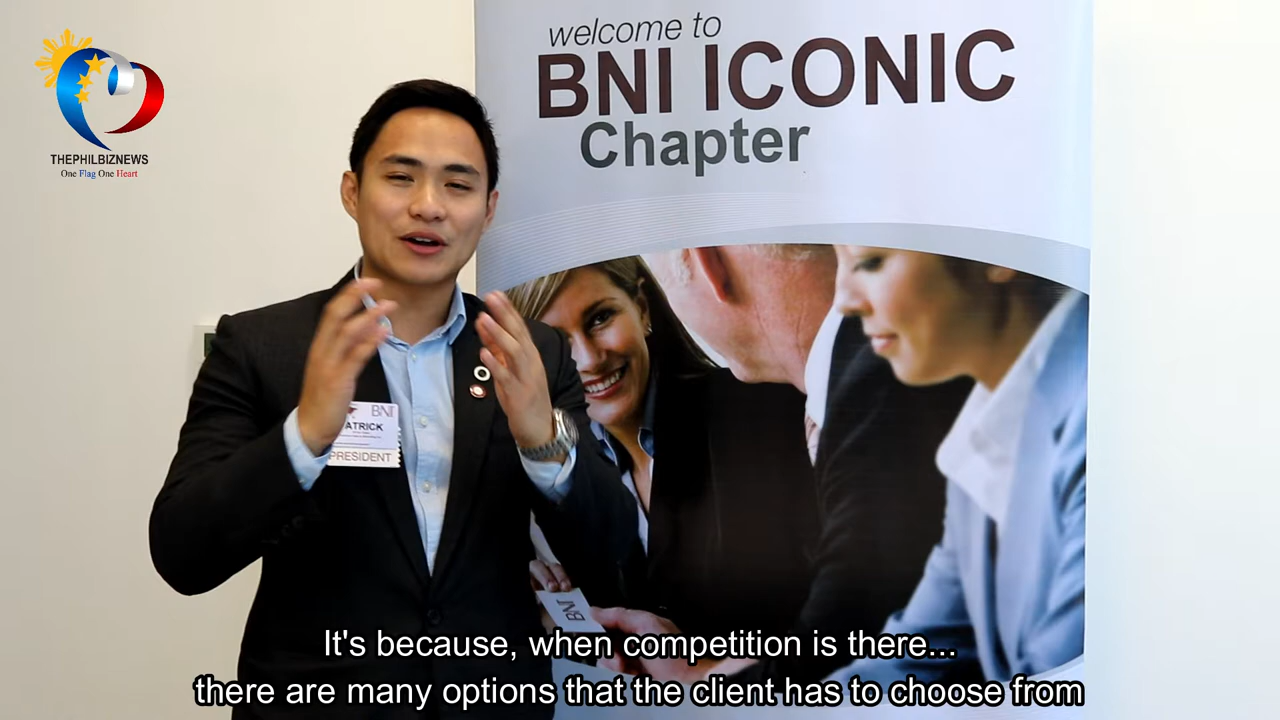 THEPHILBIZNEWS
One Flag One Heart
welcome to
BNI ICONIC
Chapter
BNI
ATRICK
PRESIDENT
BNI
It's because, when competition is there...
there are many options that the client has to choose from